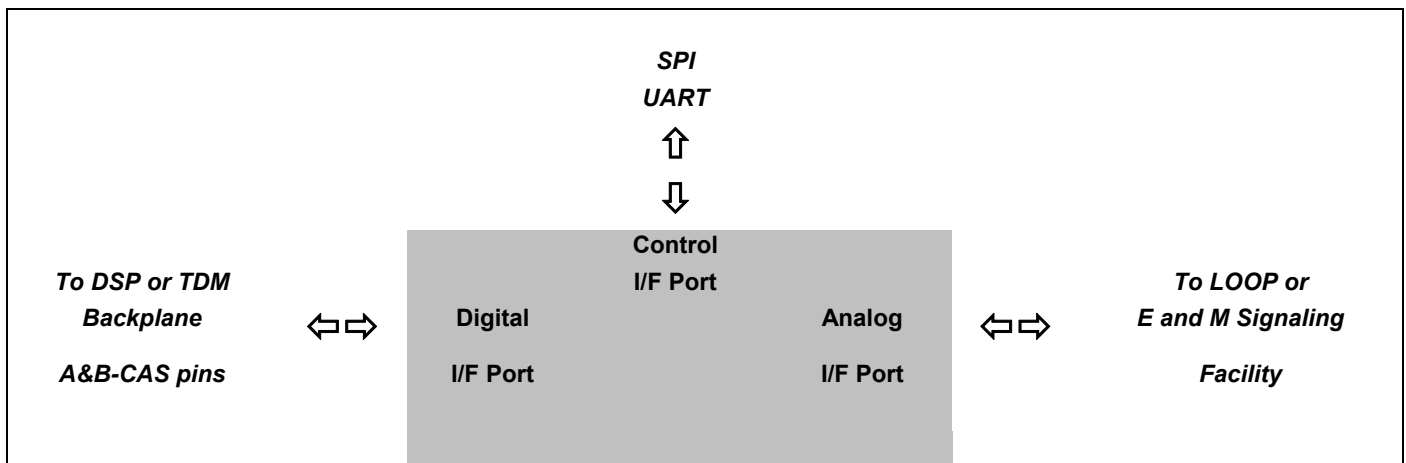 SPI
UART
Control
I/F Port
To DSP or TDM
Backplane
A&B-CAS pins
Digital
I/F Port
Analog
I/F Port
To LOOP or
E and M Signaling
Facility